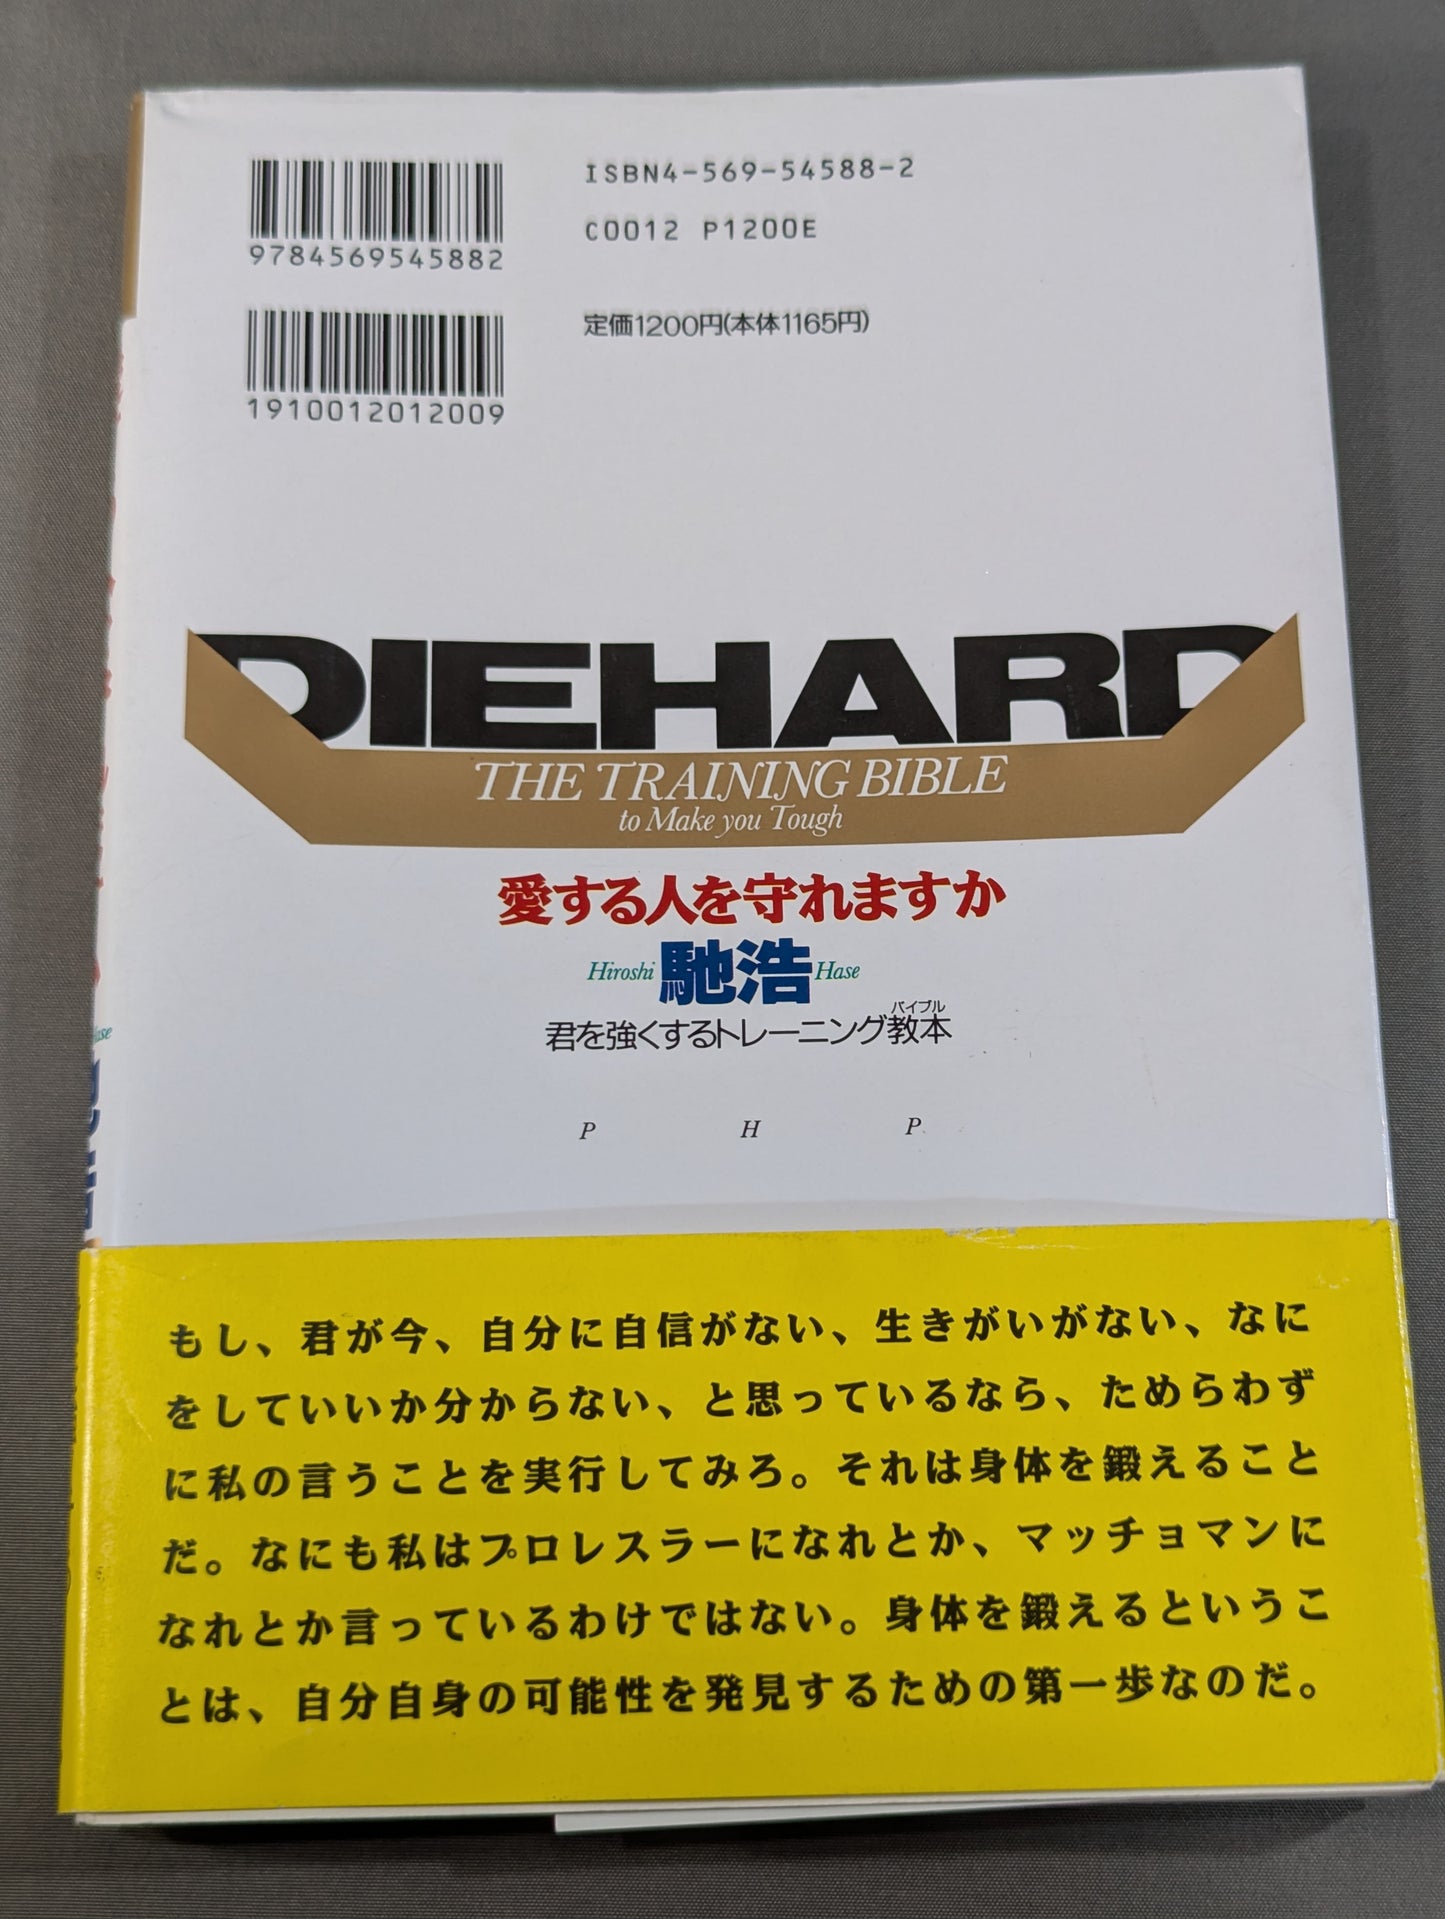 ISBN4-569-54588-2
C0012 P1200E
9784569545882
定価1200円(本体1165円)
1910012012009
DIEHARD
THE TRAINING BIBLE
to Make you Tough
愛する人を守れますか
Hiroshi 馳浩 Hase
バイブル
君を強くするトレーニング教本
P H P
もし、君が今、自分に自信がない、生きがいがない、なに
をしていいか分からない、と思っているなら、ためらわず
に私の言うことを実行してみろ。それは身体を鍛えること
だ。なにも私はプロレスラーになれとか、マッチョマンに
なれとか言っているわけではない。身体を鍛えるというこ
とは、自分自身の可能性を発見するための第一歩なのだ。